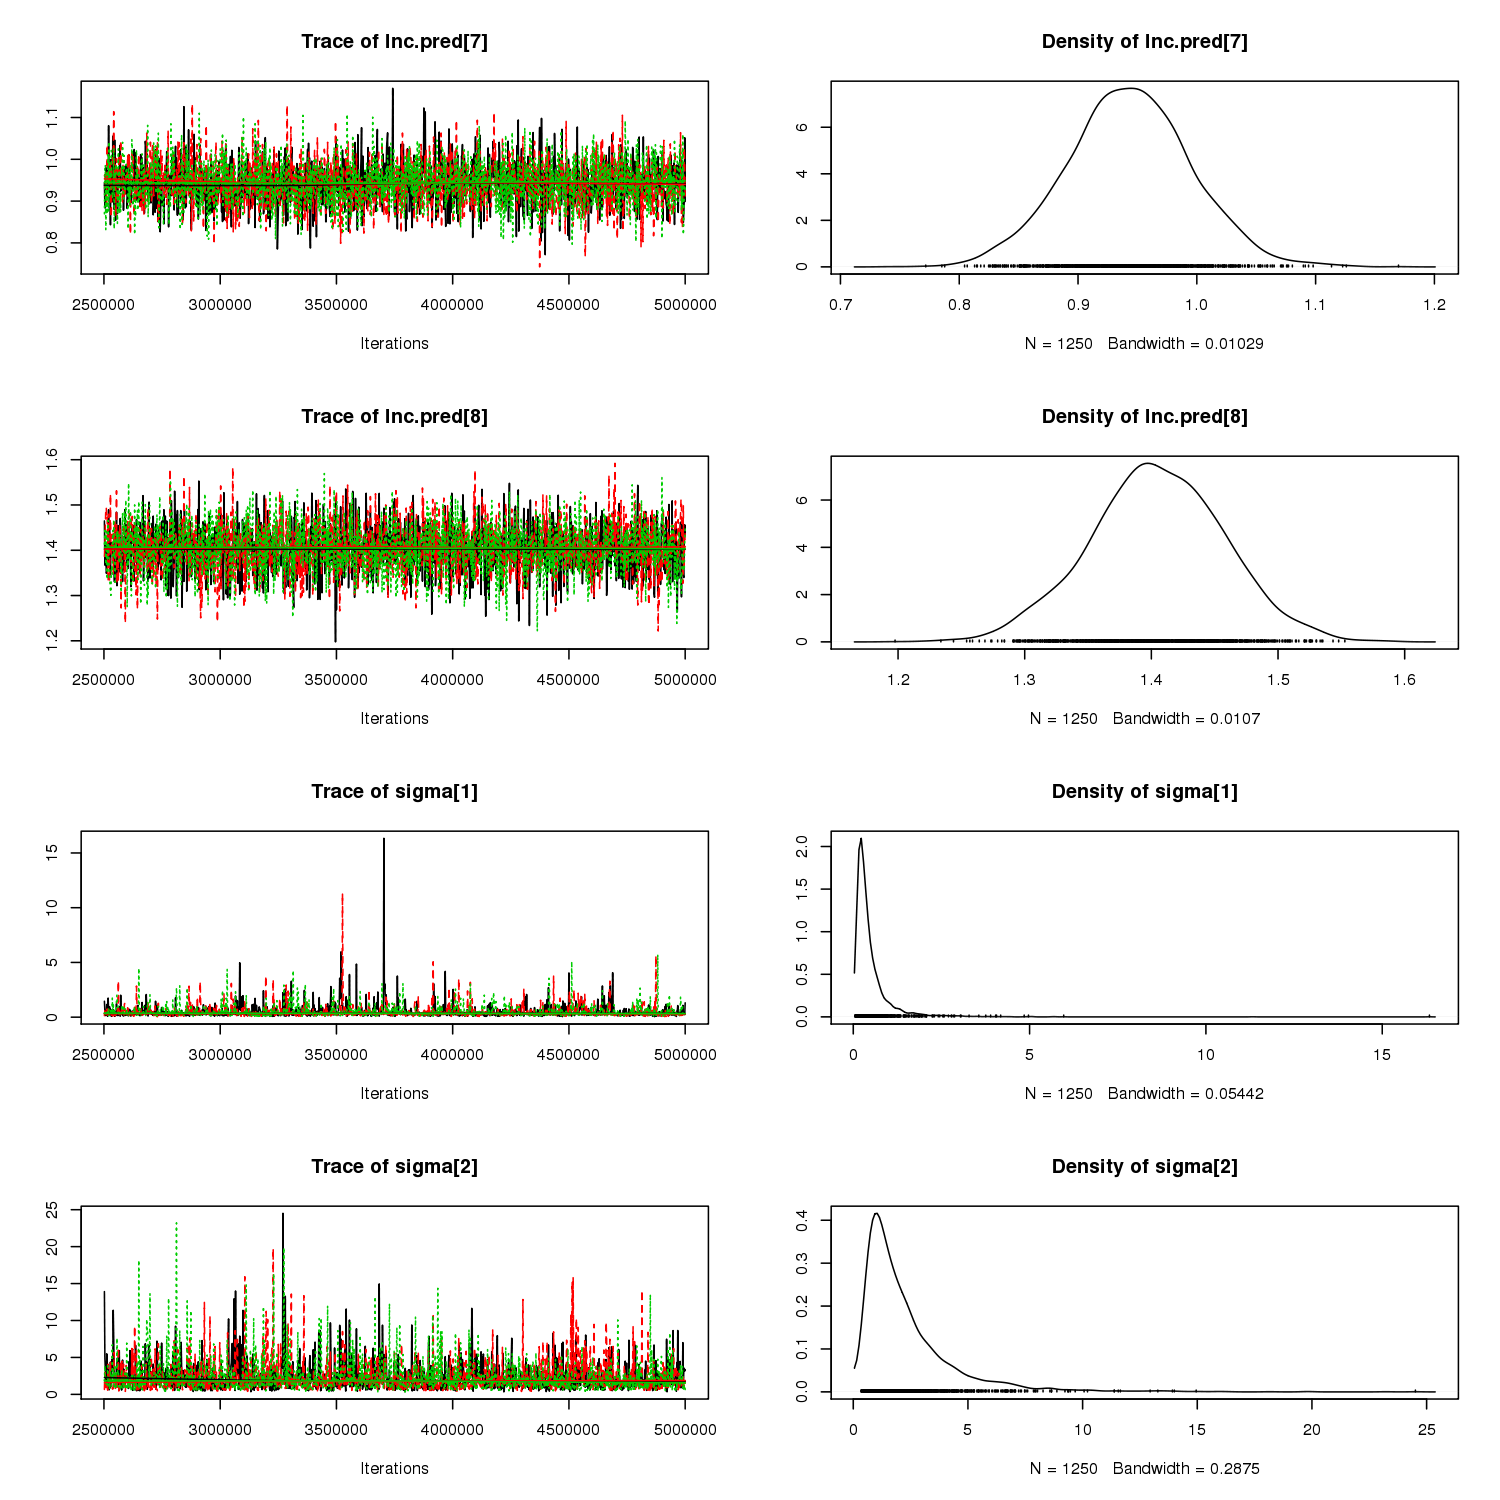 Trace of lnc.pred[7]
1.1
1.0
0.9
0.8
2500000 3000000 3500000 4000000 4500000 5000000
Iterations
Density of lnc.pred[7]
6
4
2
0
0.7 0.8 0.9 1.0 1.1 1.2
N = 1250 Bandwidth = 0.01029
Trace of lnc.pred[8]
1.6
1.5
1.4
1.3
1.2
2500000 3000000 3500000 4000000 4500000 5000000
Iterations
Density of lnc.pred[8]
6
4
2
0
1.2 1.3 1.4 1.5 1.6
N = 1250 Bandwidth = 0.0107
Trace of sigma[1]
15
10
5
0
2500000 3000000 3500000 4000000 4500000 5000000
Iterations
Density of sigma[1]
2.0
1.5
1.0
0.5
0.0
0 5 10 15
N = 1250 Bandwidth = 0.05442
Trace of sigma[2]
25
20
15
10
5
0
2500000 3000000 3500000 4000000 4500000 5000000
Iterations
Density of sigma[2]
0.4
0.3
0.2
0.1
0.0
0 5 10 15 20 25
N = 1250 Bandwidth = 0.2875